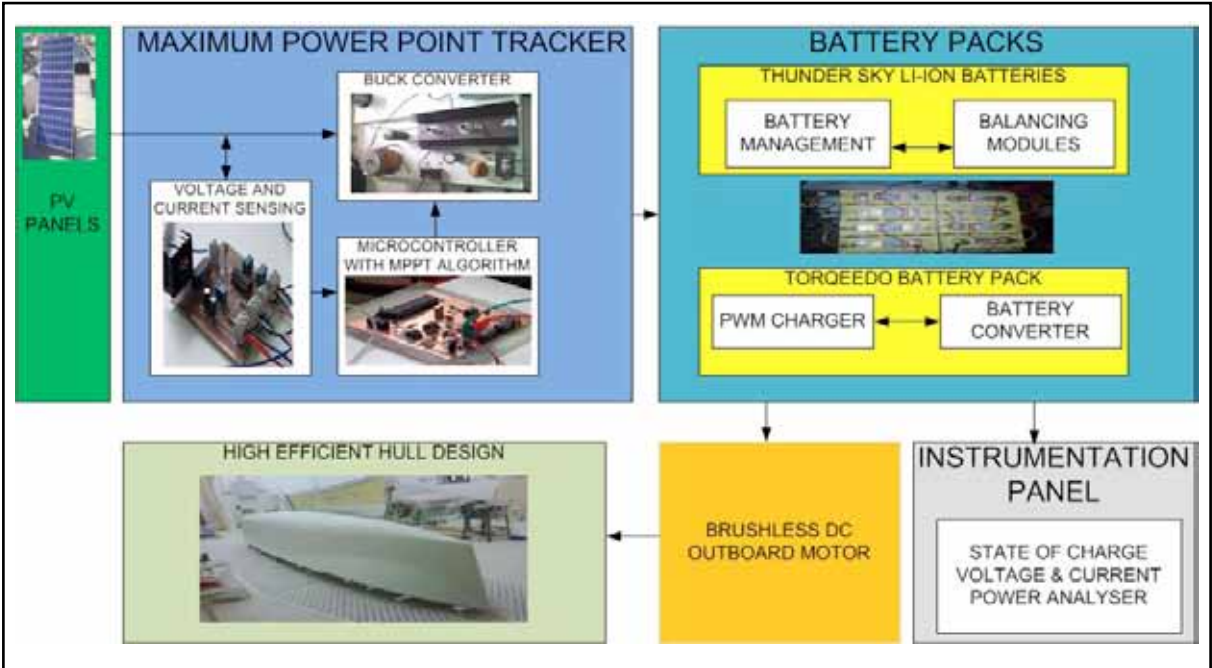 PV
PANELS
MAXIMUM POWER POINT TRACKER
BUCK CONVERTER
VOLTAGE AND
CURRENT SENSING
MICROCONTROLLER
WITH MPPT ALGORITHM
BATTERY PACKS
THUNDER SKY LI-ION BATTERIES
BATTERY
MANAGEMENT
BALANCING
MODULES
TORQEEDO BATTERY PACK
PWM CHARGER
BATTERY
CONVERTER
HIGH EFFICIENT HULL DESIGN
BRUSHLESS DC
OUTBOARD MOTOR
INSTRUMENTATION
PANEL
STATE OF CHARGE
VOLTAGE & CURRENT
POWER ANALYSER